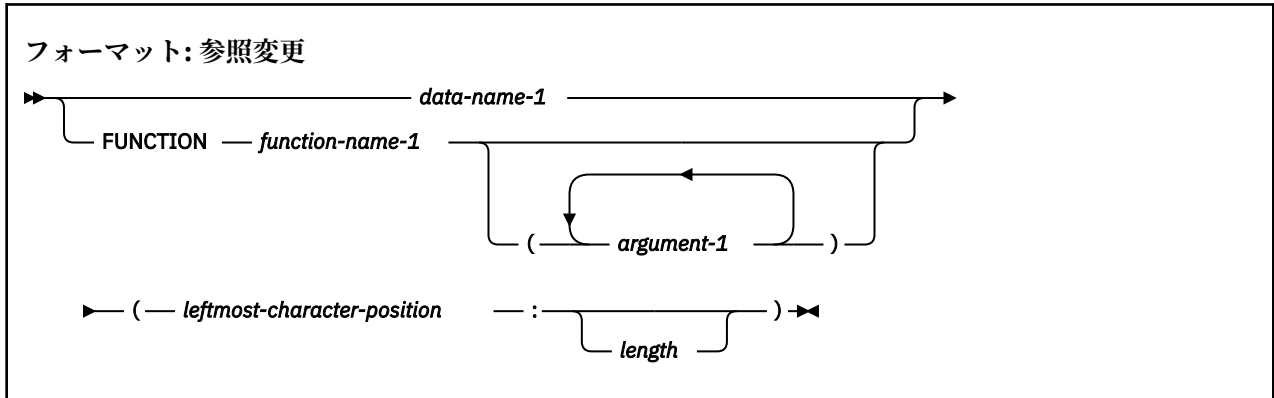 フォーマット: 参照変更
data-name-1
FUNCTION function-name-1
( argument-1 )
( leftmost-character-position : )
length